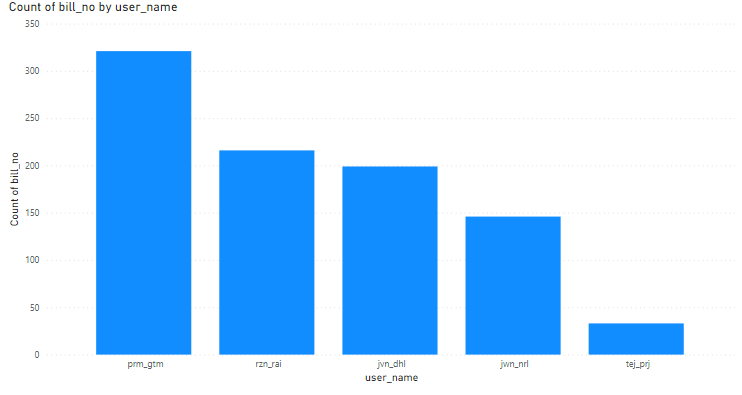 Count of bill_no by user_name
350
300
250
200
150
100
50
0
Count of bill_no
prm_gtm rzn_rai jvn_dhl jwn_nrl tej_prj
user_name